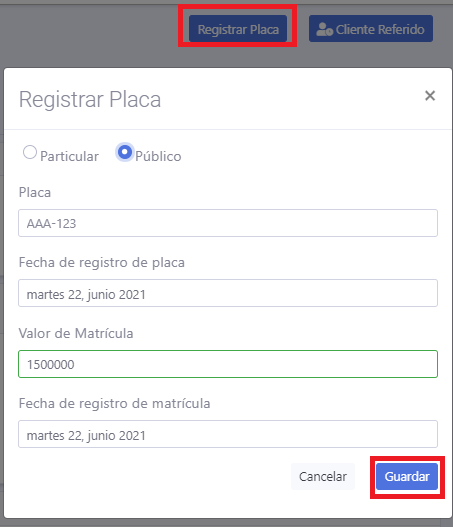 Registrar Placa Cliente Referido
Registrar Placa ×
Particular Público
Placa
AAA-123
Fecha de registro de placa
martes 22, junio 2021
Valor de Matrícula
1500000
Fecha de registro de matrícula
martes 22, junio 2021
Cancelar Guardar